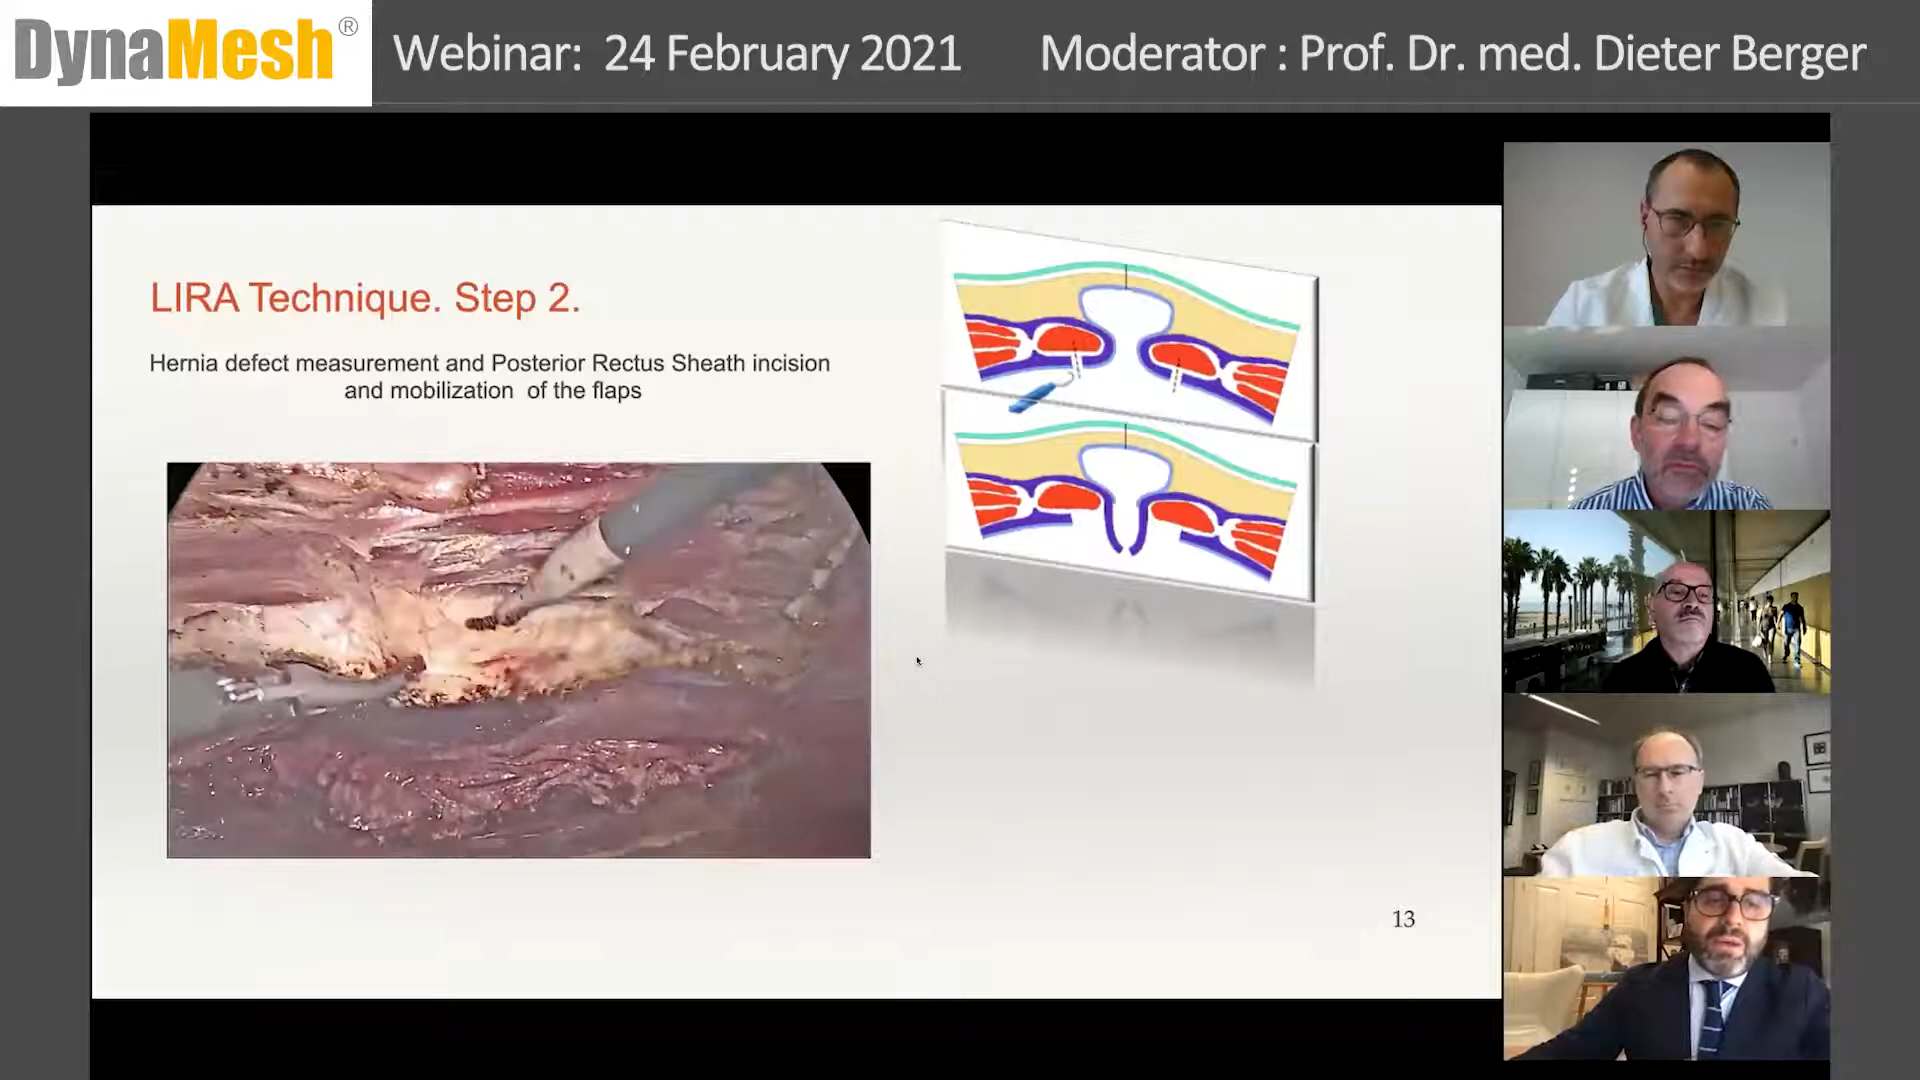 DynaMesh®
Webinar: 24 February 2021 Moderator : Prof. Dr. med. Dieter Berger
LIRA Technique. Step 2.
Hernia defect measurement and Posterior Rectus Sheath incision
and mobilization of the flaps
13